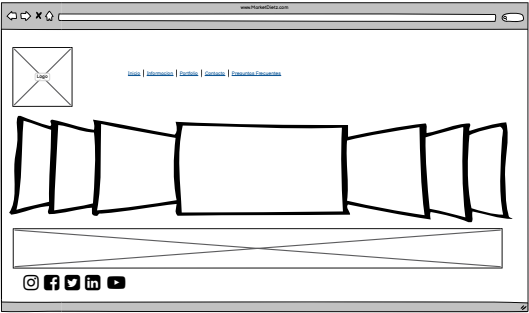 www.MarketDietz.com
Logo
Inicio | Informacion | Portfolio | Contacto | Preguntas Frecuentes